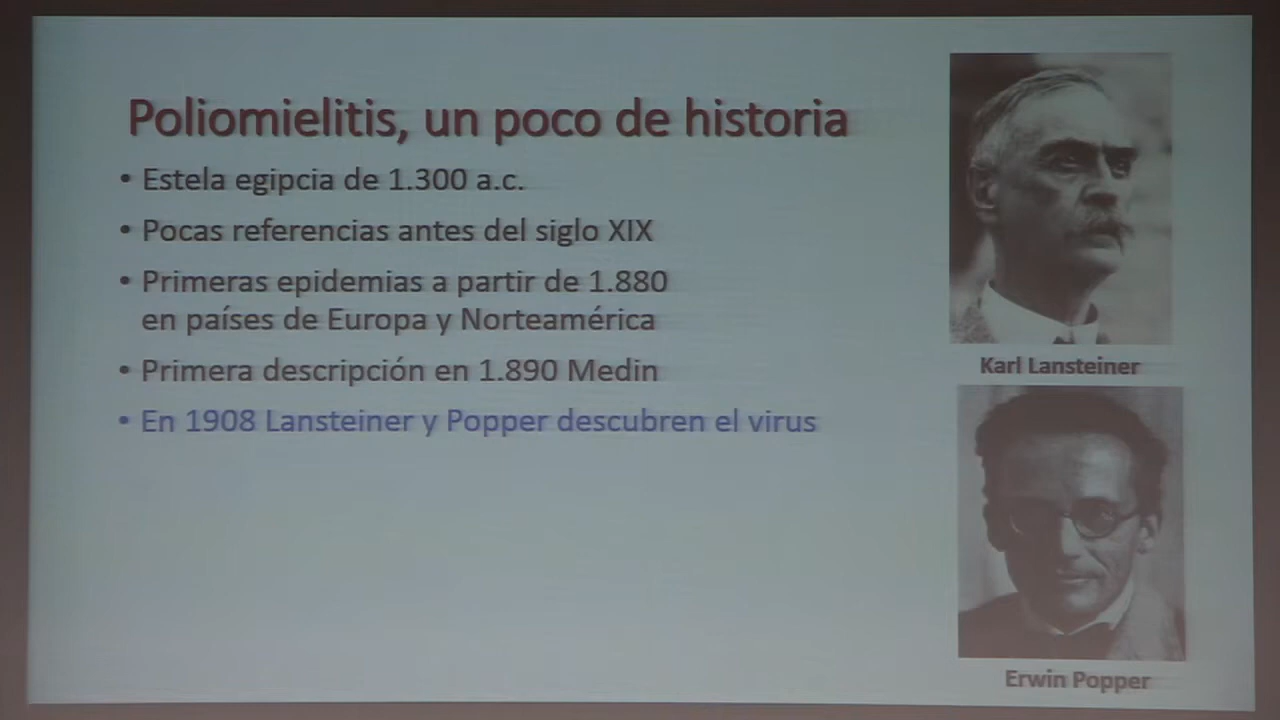 Poliomielitis, un poco de historia
• Estela egipcia de 1.300 a.c.
• Pocas referencias antes del siglo XIX
• Primeras epidemias a partir de 1.880
en países de Europa y Norteamérica
• Primera descripción en 1.890 Medin
• En 1908 Lansteiner y Popper descubren el virus
Karl Lansteiner
Erwin Popper